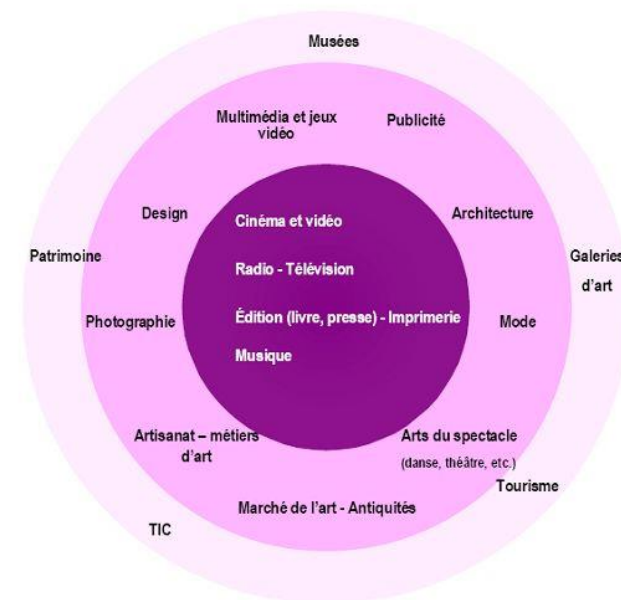 Musées
Multimédia et jeux
vidéo
Publicité
Design
Architecture
Cinéma et vidéo
Patrimoine
Galeries
d'art
Radio - Télévision
Photographie
Édition (livre, presse) - Imprimerie
Mode
Musique
Artisanat – métiers
d'art
Arts du spectacle
(danse, théâtre, etc.)
Tourisme
Marché de l'art - Antiquités
TIC